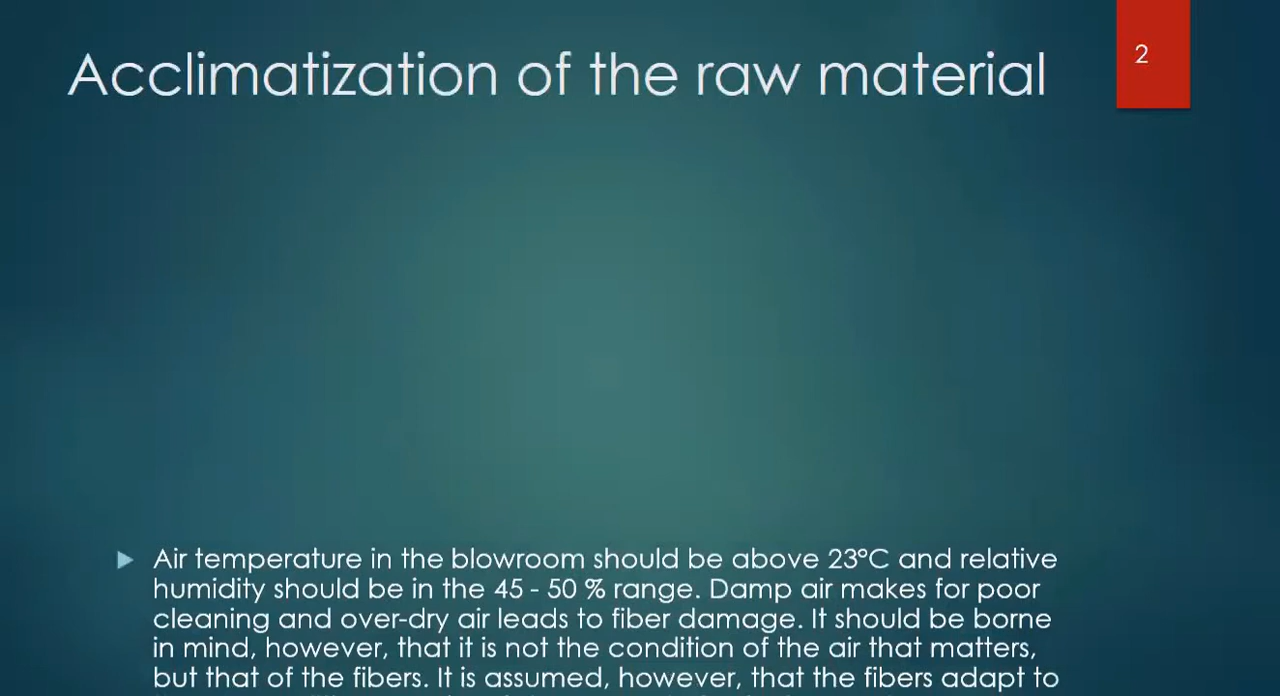 Acclimatization of the raw material
2
Air temperature in the blowroom should be above 23°C and relative
humidity should be in the 45 - 50 % range. Damp air makes for poor
cleaning and over-dry air leads to fiber damage. It should be borne
in mind, however, that it is not the condition of the air that matters,
but that of the fibers. It is assumed, however, that the fibers adapt to